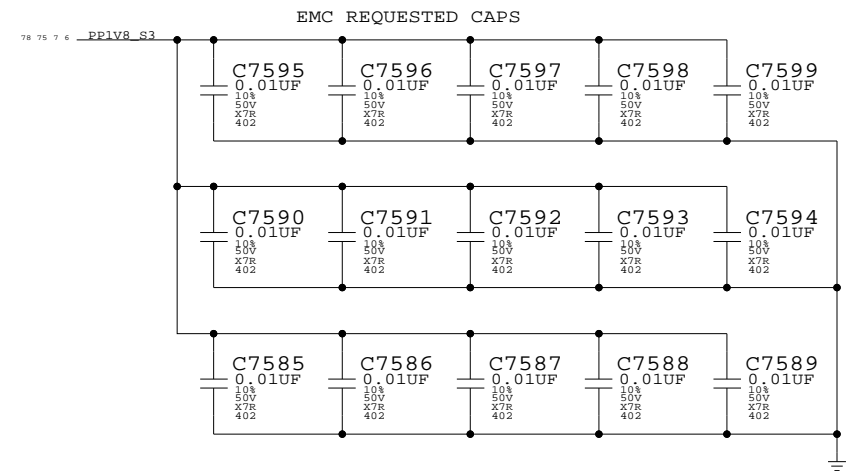 EMC REQUESTED CAPS
78 75 7 6 PP1V8_S3
C7595 C7596 C7597 C7598 C7599
0.01UF 0.01UF 0.01UF 0.01UF 0.01UF
10% 10% 10% 10% 10%
50V 50V 50V 50V 50V
X7R X7R X7R X7R X7R
402 402 402 402 402
C7590 C7591 C7592 C7593 C7594
0.01UF 0.01UF 0.01UF 0.01UF 0.01UF
10% 10% 10% 10% 10%
50V 50V 50V 50V 50V
X7R X7R X7R X7R X7R
402 402 402 402 402
C7585 C7586 C7587 C7588 C7589
0.01UF 0.01UF 0.01UF 0.01UF 0.01UF
10% 10% 10% 10% 10%
50V 50V 50V 50V 50V
X7R X7R X7R X7R X7R
402 402 402 402 402